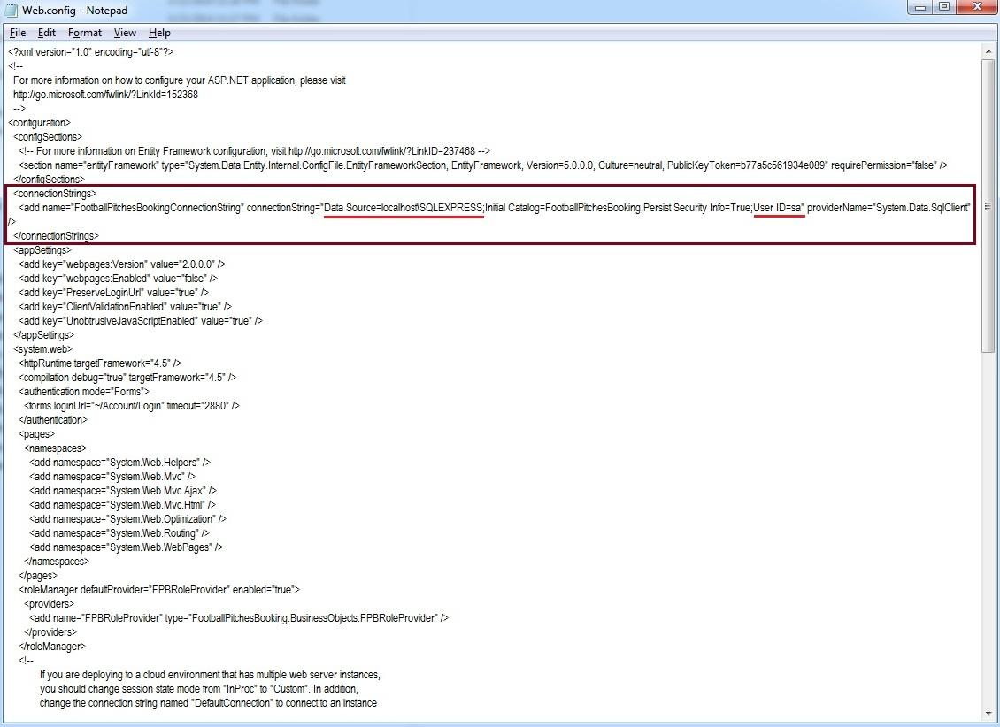 Web.config - Notepad
File Edit Format View Help
<?xml version="1.0" encoding="utf-8"?>
<!--
For more information on how to configure your ASP.NET application, please visit
http://go.microsoft.com/fwlink/?LinkId=152368
-->
<configuration>
<configSections>
<!-- For more information on Entity Framework configuration, visit http://go.microsoft.com/fwlink/?LinkID=237468 -->
<section name="entityFramework" type="System.Data.Entity.Internal.ConfigFile.EntityFrameworkSection, EntityFramework, Version=5.0.0.0, Culture=neutral, PublicKeyToken=b77a5c561934e089" requirePermission="false" />
</configSections>
<connectionStrings>
<add name="FootballPitchesBookingConnectionString" connectionString="Data Source=localhost\SQLEXPRESS;Initial Catalog=FootballPitchesBooking;Persist Security Info=True;User ID=sa" providerName="System.Data.SqlClient"
/>
</connectionStrings>
<appSettings>
<add key="webpages:Version" value="2.0.0.0" />
<add key="webpages:Enabled" value="false" />
<add key="PreserveLoginUrl" value="true" />
<add key="ClientValidationEnabled" value="true" />
<add key="UnobtrusiveJavaScriptEnabled" value="true" />
</appSettings>
<system.web>
<httpRuntime targetFramework="4.5" />
<compilation debug="true" targetFramework="4.5" />
<authentication mode="Forms">
<forms loginUrl="~/Account/Login" timeout="2880" />
</authentication>
<pages>
<namespaces>
<add namespace="System.Web.Helpers" />
<add namespace="System.Web.Mvc" />
<add namespace="System.Web.Mvc.Ajax" />
<add namespace="System.Web.Mvc.Html" />
<add namespace="System.Web.Optimization" />
<add namespace="System.Web.Routing" />
<add namespace="System.Web.WebPages" />
</namespaces>
</pages>
<roleManager defaultProvider="FPBRoleProvider" enabled="true">
<providers>
<add name="FPBRoleProvider" type="FootballPitchesBooking.BusinessObjects.FPBRoleProvider" />
</providers>
</roleManager>
<!--
If you are deploying to a cloud environment that has multiple web server instances,
you should change session state mode from "InProc" to "Custom". In addition,
change the connection string named "DefaultConnection" to connect to an instance